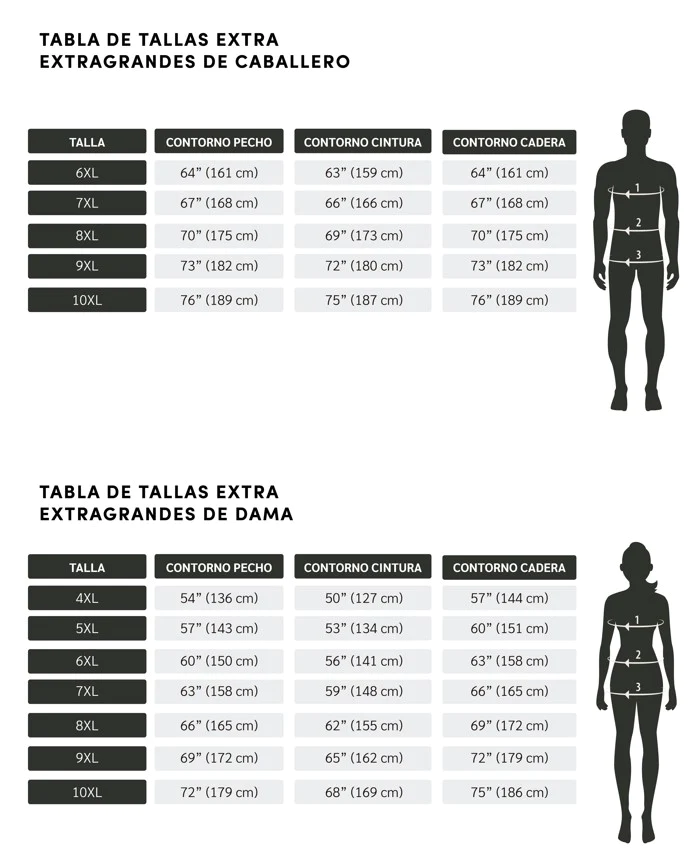 TABLA DE TALLAS EXTRA
EXTRAGRANDES DE CABALLERO
TALLA CONTORNO PECHO CONTORNO CINTURA CONTORNO CADERA
6XL 64” (161 cm) 63” (159 cm) 64” (161 cm)
7XL 67” (168 cm) 66” (166 cm) 67” (168 cm)
8XL 70” (175 cm) 69” (173 cm) 70” (175 cm)
9XL 73” (182 cm) 72” (180 cm) 73” (182 cm)
10XL 76” (189 cm) 75” (187 cm) 76” (189 cm)
1
2
3
TABLA DE TALLAS EXTRA
EXTRAGRANDES DE DAMA
TALLA CONTORNO PECHO CONTORNO CINTURA CONTORNO CADERA
4XL 54” (136 cm) 50” (127 cm) 57” (144 cm)
5XL 57” (143 cm) 53” (134 cm) 60” (151 cm)
6XL 60” (150 cm) 56” (141 cm) 63” (158 cm)
7XL 63” (158 cm) 59” (148 cm) 66” (165 cm)
8XL 66” (165 cm) 62” (155 cm) 69” (172 cm)
9XL 69” (172 cm) 65” (162 cm) 72” (179 cm)
10XL 72” (179 cm) 68” (169 cm) 75” (186 cm)
1
2
3